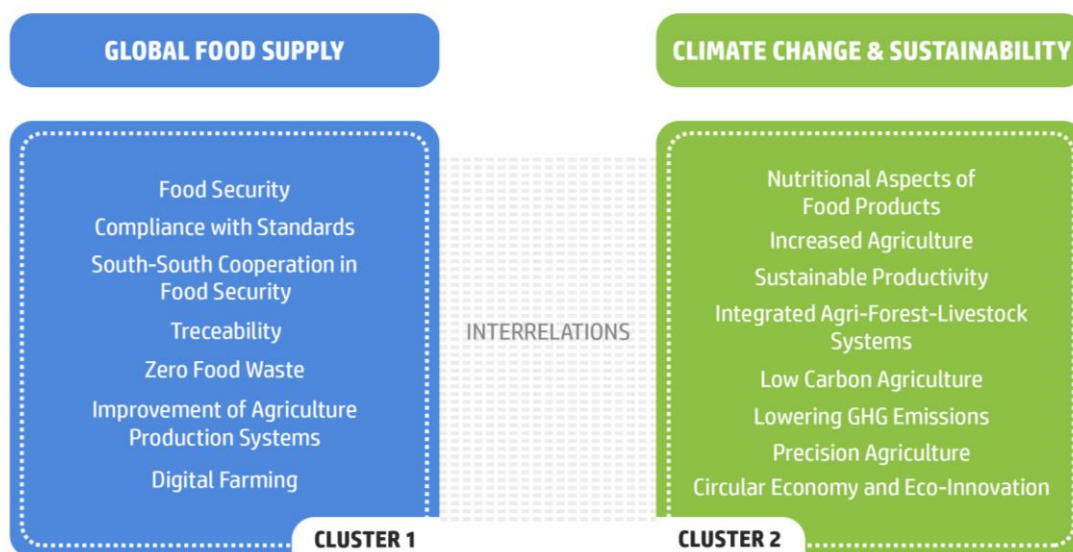 GLOBAL FOOD SUPPLY
CLIMATE CHANGE & SUSTAINABILITY
Food Security
Compliance with Standards
South-South Cooperation in
Food Security
Treceability
Zero Food Waste
Improvement of Agriculture
Production Systems
Digital Farming
CLUSTER 1
INTERRELATIONS
Nutritional Aspects of
Food Products
Increased Agriculture
Sustainable Productivity
Integrated Agri-Forest-Livestock
Systems
Low Carbon Agriculture
Lowering GHG Emissions
Precision Agriculture
Circular Economy and Eco-Innovation
CLUSTER 2